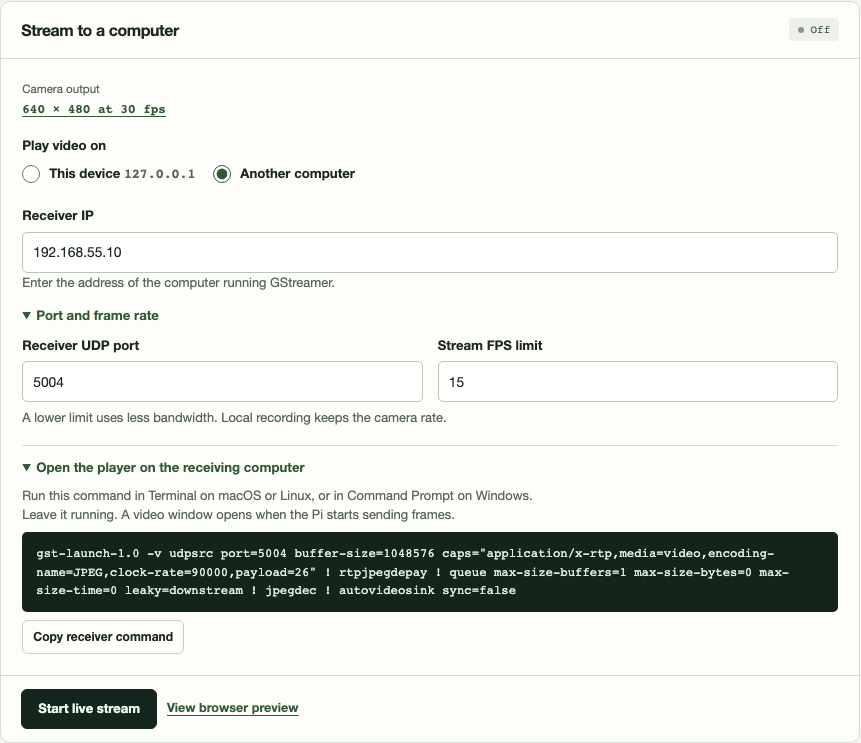 Stream to a computer
Off
Camera output
640 × 480 at 30 fps
Play video on
This device 127.0.0.1
Another computer
Receiver IP
192.168.55.10
Enter the address of the computer running GStreamer.
Port and frame rate
Receiver UDP port
Stream FPS limit
5004
15
A lower limit uses less bandwidth. Local recording keeps the camera rate.
Open the player on the receiving computer
Run this command in Terminal on macOS or Linux, or in Command Prompt on Windows.
Leave it running. A video window opens when the Pi starts sending frames.
gst-launch-1.0 -v udpsrc port=5004 buffer-size=1048576 caps="application/x-rtp,media=video,encoding-
name=JPEG,clock-rate=90000,payload=26" ! rtpjpegdepay ! queue max-size-buffers=1 max-size-bytes=0 max-
size-time=0 leaky=downstream ! jpegdec ! autovideosink sync=false
Copy receiver command
Start live stream
View browser preview